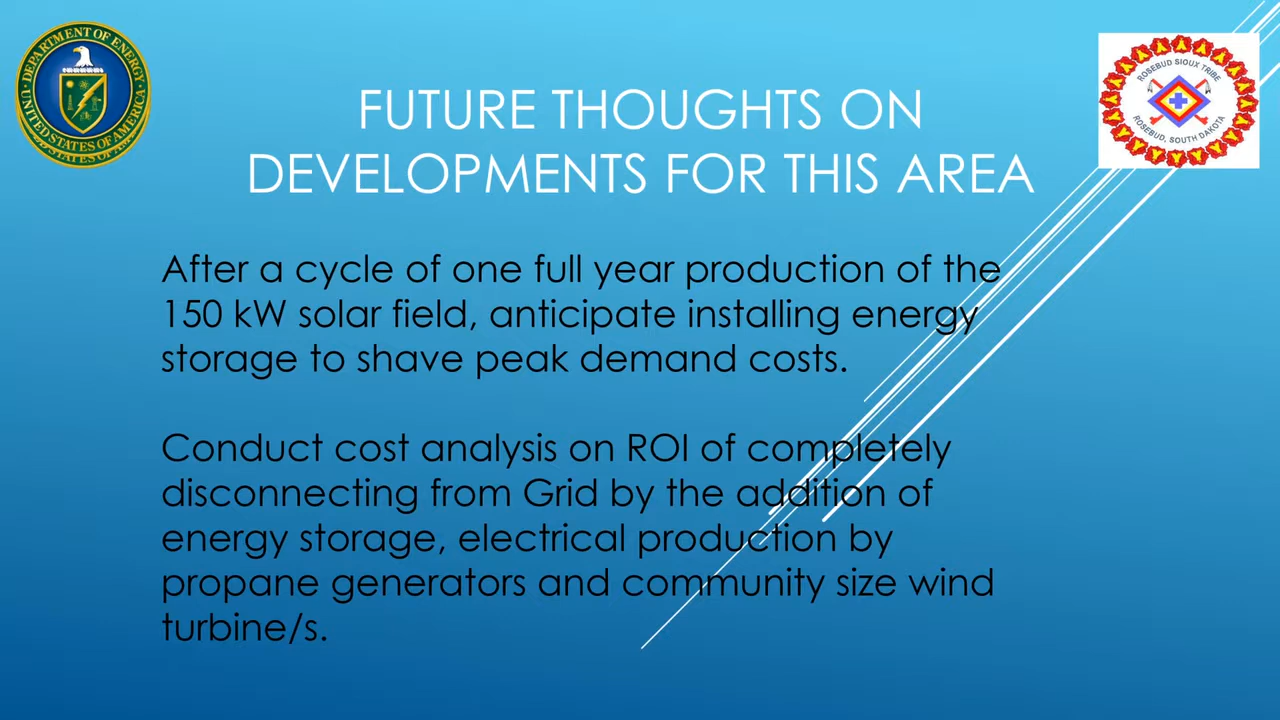 DEPARTMENT OF ENERGY
UNITED STATES OF AMERICA
ROSEBUD SIOUX TRIBE
ROSEBUD, SOUTH DAKOTA
FUTURE THOUGHTS ON
DEVELOPMENTS FOR THIS AREA
After a cycle of one full year production of the
150 kW solar field, anticipate installing energy
storage to shave peak demand costs.
Conduct cost analysis on ROI of completely
disconnecting from Grid by the addition of
energy storage, electrical production by
propane generators and community size wind
turbine/s.